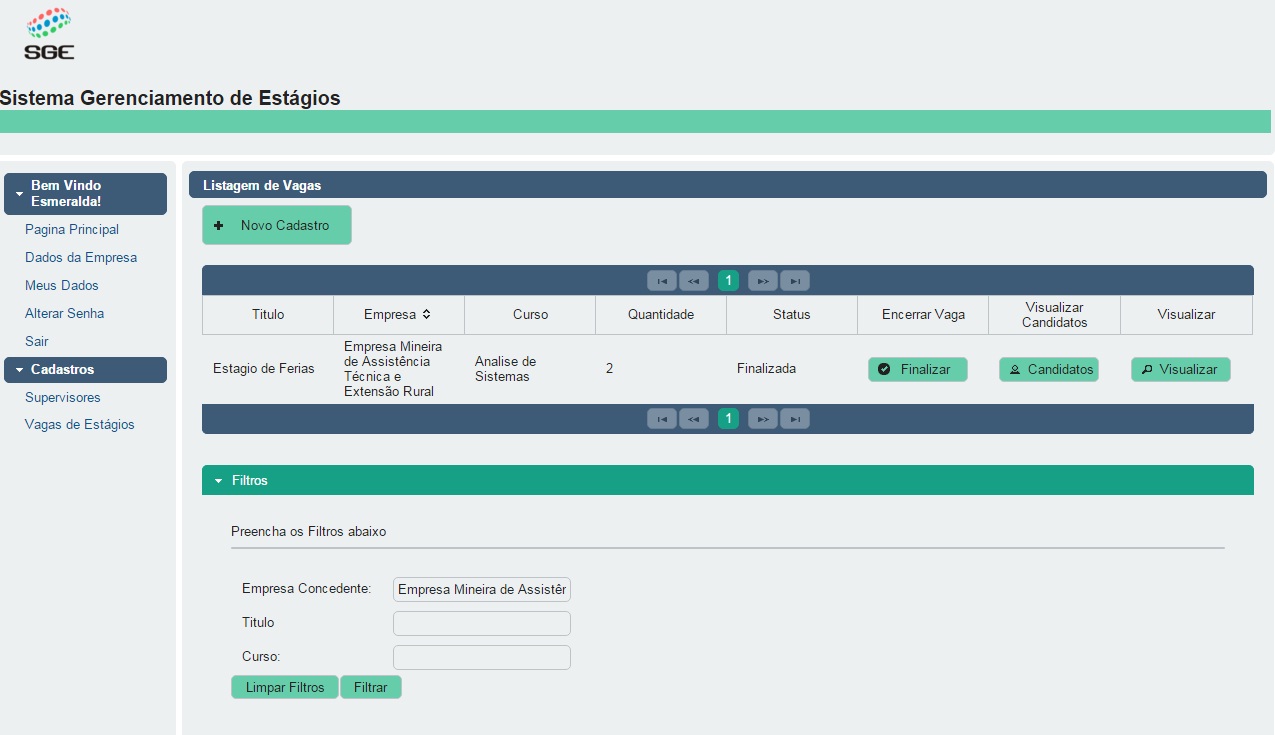 SGE
Sistema Gerenciamento de Estágios
Bem Vindo
Esmeralda!
Pagina Principal
Dados da Empresa
Meus Dados
Alterar Senha
Sair
Cadastros
Supervisores
Vagas de Estágios
Listagem de Vagas
Novo Cadastro
1
Titulo Empresa Curso Quantidade Status Encerrar Vaga Visualizar Candidatos Visualizar
Estagio de Ferias
Empresa Mineira
de Assistência
Técnica e
Extensão Rural
Analise de
Sistemas
2
Finalizada
Finalizar
Candidatos
Visualizar
1
Filtros
Preencha os Filtros abaixo
Empresa Concedente: Empresa Mineira de Assistêr
Titulo
Curso:
Limpar Filtros Filtrar